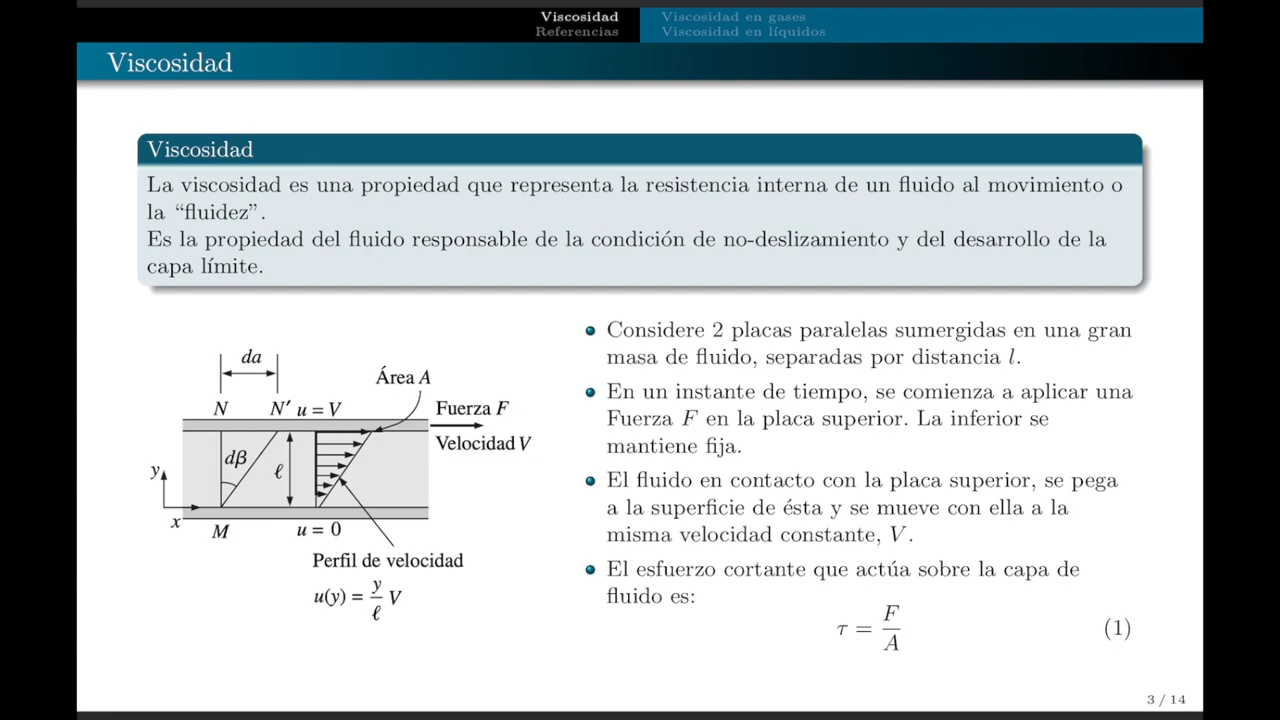 Viscosidad
Referencias
Viscosidad en gases
Viscosidad en líquidos
Viscosidad
Viscosidad
La viscosidad es una propiedad que representa la resistencia interna de un fluido al movimiento o
la “fluidez”.
Es la propiedad del fluido responsable de la condición de no-deslizamiento y del desarrollo de la
capa límite.
da
Área A
N N′ u = V
Fuerza F
Velocidad V
dβ
ℓ
y
x
M
u = 0
Perfil de velocidad
u(y) = y/ℓ V
Considere 2 placas paralelas sumergidas en una gran
masa de fluido, separadas por distancia l.
En un instante de tiempo, se comienza a aplicar una
Fuerza F en la placa superior. La inferior se
mantiene fija.
El fluido en contacto con la placa superior, se pega
a la superficie de ésta y se mueve con ella a la
misma velocidad constante, V.
El esfuerzo cortante que actúa sobre la capa de
fluido es:
τ = F/A (1)
3 / 14